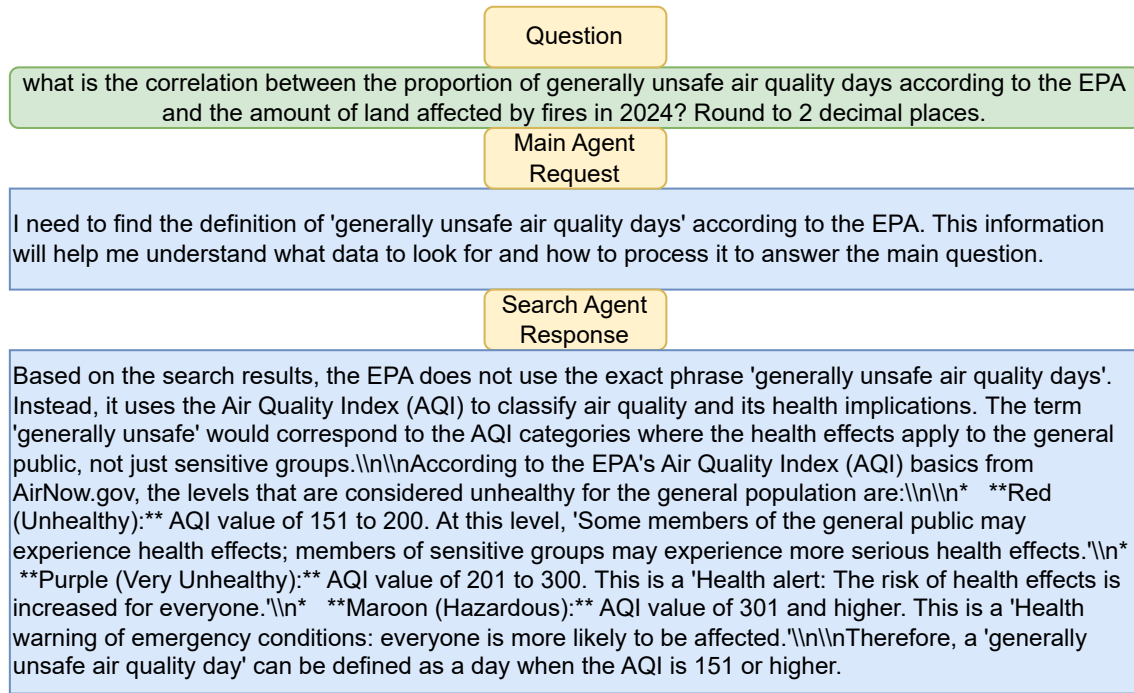 Question
what is the correlation between the proportion of generally unsafe air quality days according to the EPA
and the amount of land affected by fires in 2024? Round to 2 decimal places.
Main Agent
Request
I need to find the definition of 'generally unsafe air quality days' according to the EPA. This information
will help me understand what data to look for and how to process it to answer the main question.
Search Agent
Response
Based on the search results, the EPA does not use the exact phrase 'generally unsafe air quality days'.
Instead, it uses the Air Quality Index (AQI) to classify air quality and its health implications. The term
'generally unsafe' would correspond to the AQI categories where the health effects apply to the general
public, not just sensitive groups.\\n\\nAccording to the EPA's Air Quality Index (AQI) basics from
AirNow.gov, the levels that are considered unhealthy for the general population are:\\n\\n*   **Red
(Unhealthy):** AQI value of 151 to 200. At this level, 'Some members of the general public may
experience health effects; members of sensitive groups may experience more serious health effects.'\\n*
**Purple (Very Unhealthy):** AQI value of 201 to 300. This is a 'Health alert: The risk of health effects is
increased for everyone.'\\n*   **Maroon (Hazardous):** AQI value of 301 and higher. This is a 'Health
warning of emergency conditions: everyone is more likely to be affected.'\\n\\nTherefore, a 'generally
unsafe air quality day' can be defined as a day when the AQI is 151 or higher.